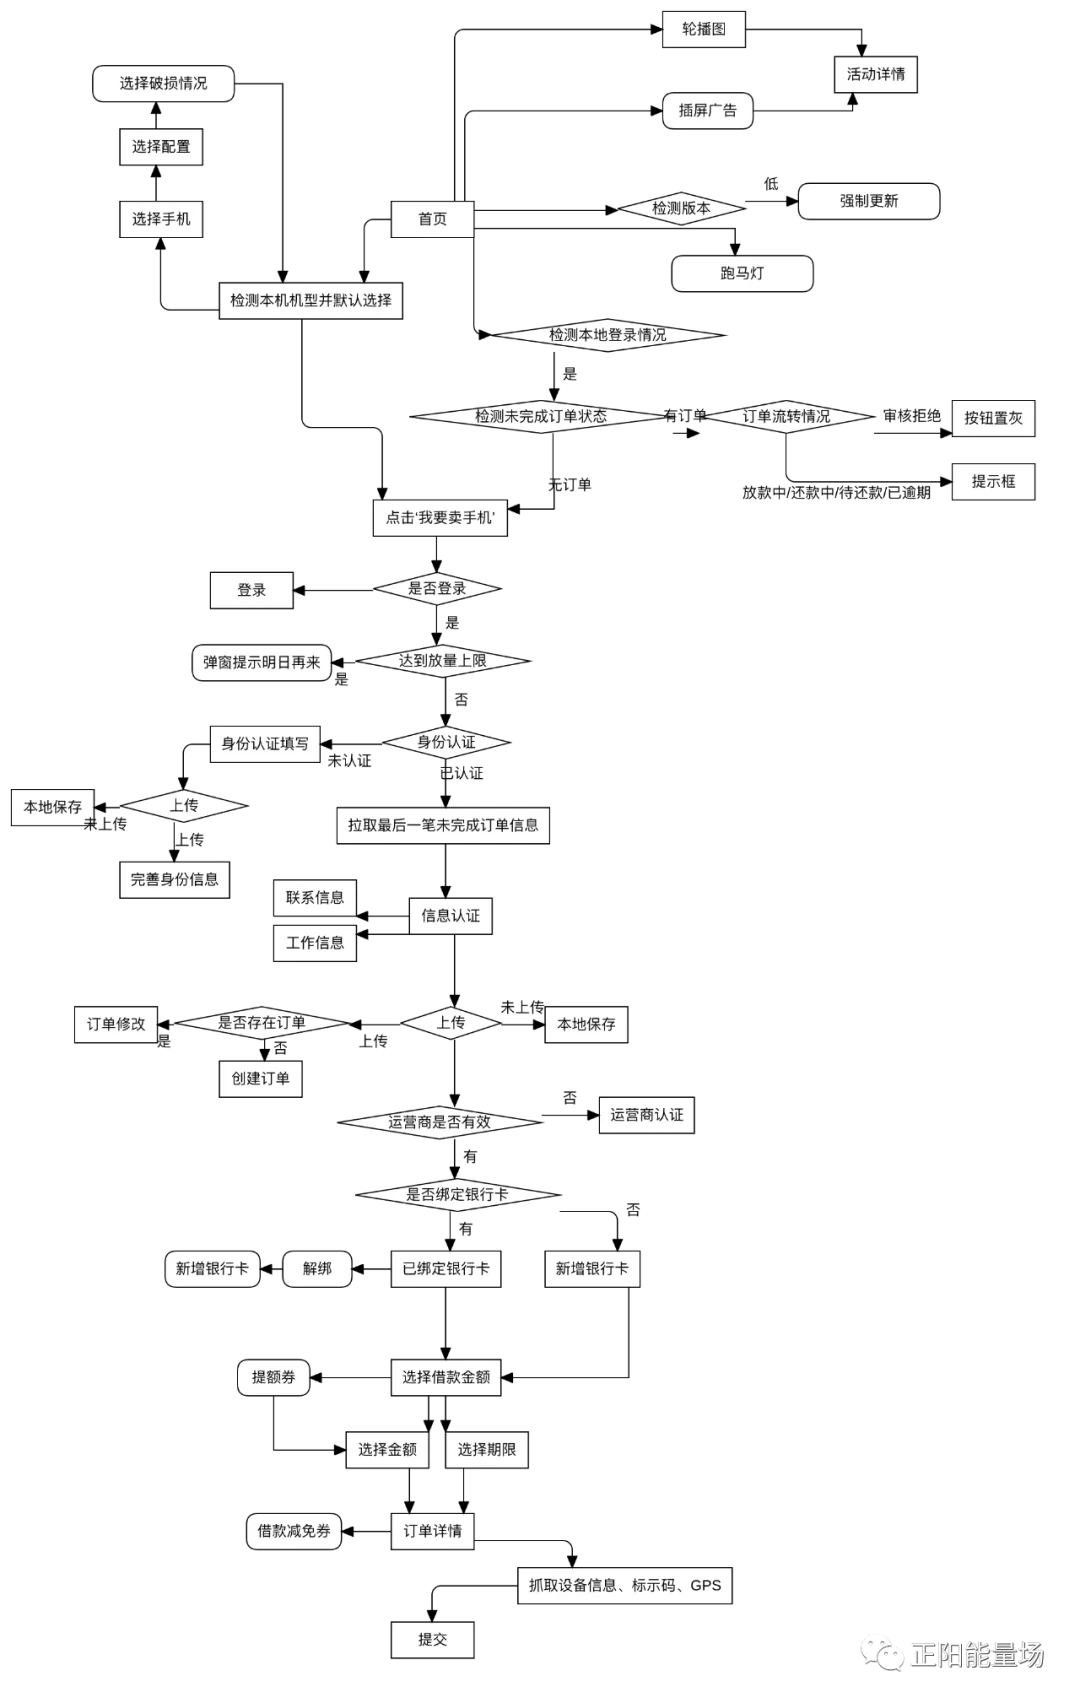 轮播图
选择破损情况
活动详情
插屏广告
选择配置
低
检测版本
强制更新
选择手机
首页
跑马灯
检测本机机型并默认选择
检测本地登录情况
是
检测未完成订单状态
有订单
订单流转情况
审核拒绝
按钮置灰
无订单
放款中/还款中/待还款/已逾期
提示框
点击‘我要卖手机’
登录
是否登录
是
弹窗提示明日再来
是
达到放量上限
否
身份认证填写
未认证
身份认证
已认证
本地保存
未上传
上传
上传
拉取最后一笔未完成订单信息
完善身份信息
联系信息
信息认证
工作信息
订单修改
是
是否存在订单
上传
上传
未上传
本地保存
否
创建订单
运营商是否有效
否
运营商认证
有
是否绑定银行卡
否
有
新增银行卡
解绑
已绑定银行卡
新增银行卡
提额券
选择借款金额
选择金额
选择期限
借款减免券
订单详情
抓取设备信息、标示码、GPS
提交
正阳能量场